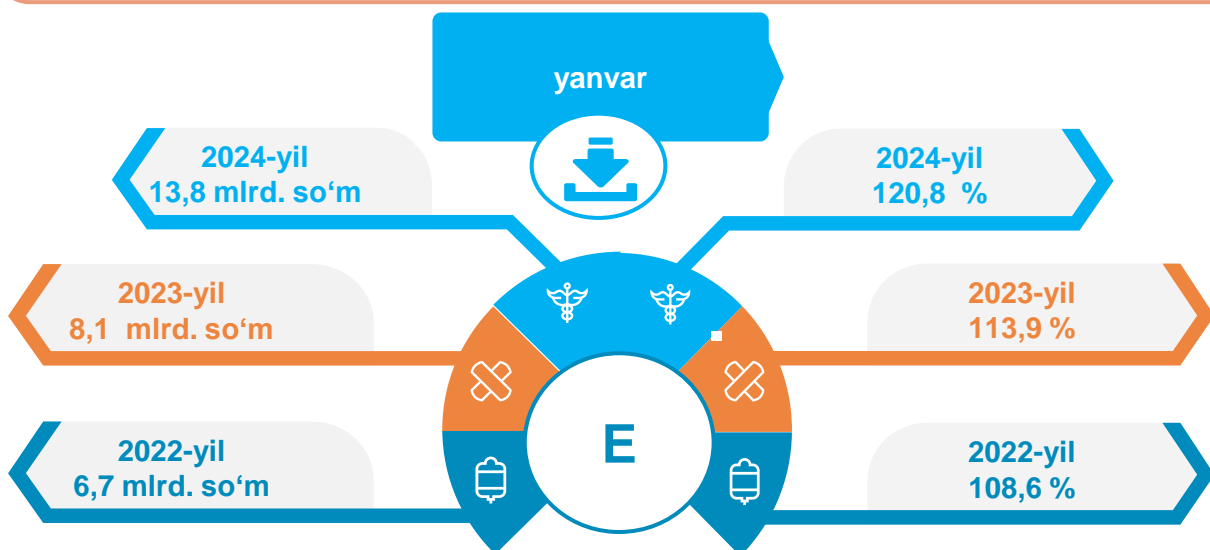 yanvar
2024-yil
13,8 mlrd. so‘m
2024-yil
120,8 %
2023-yil
8,1 mlrd. so‘m
2023-yil
113,9 %
E
2022-yil
6,7 mlrd. so‘m
2022-yil
108,6 %